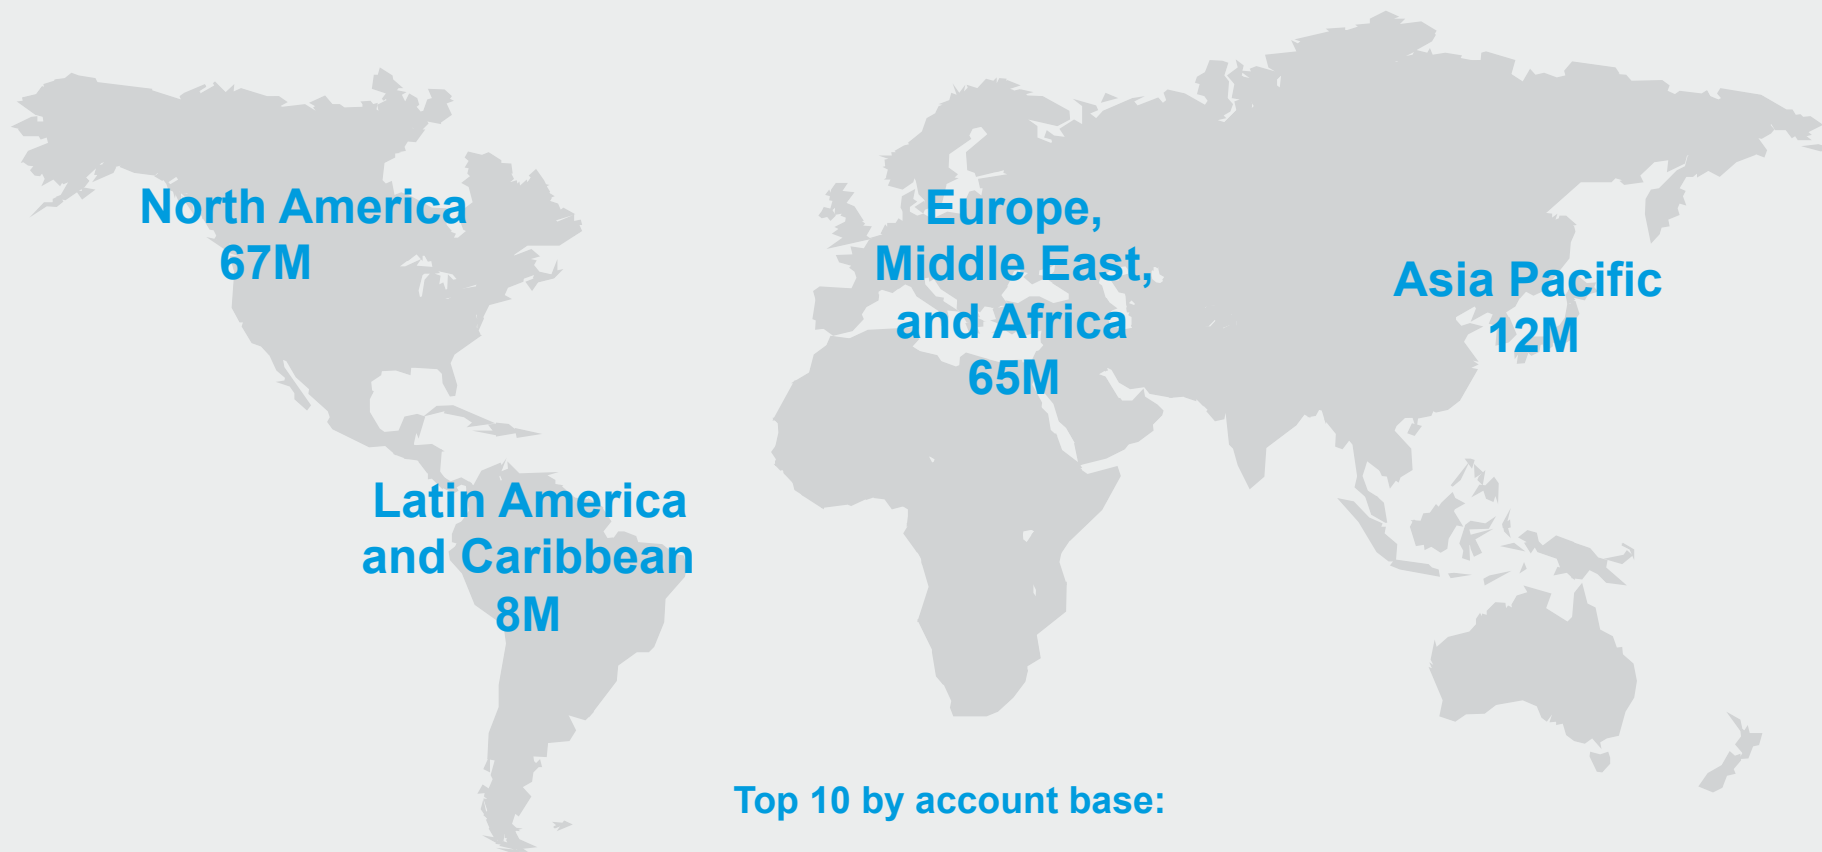 North America
67M
Europe,
Middle East,
and Africa
65M
Asia Pacific
12M
Latin America
and Caribbean
8M
Top 10 by account base: